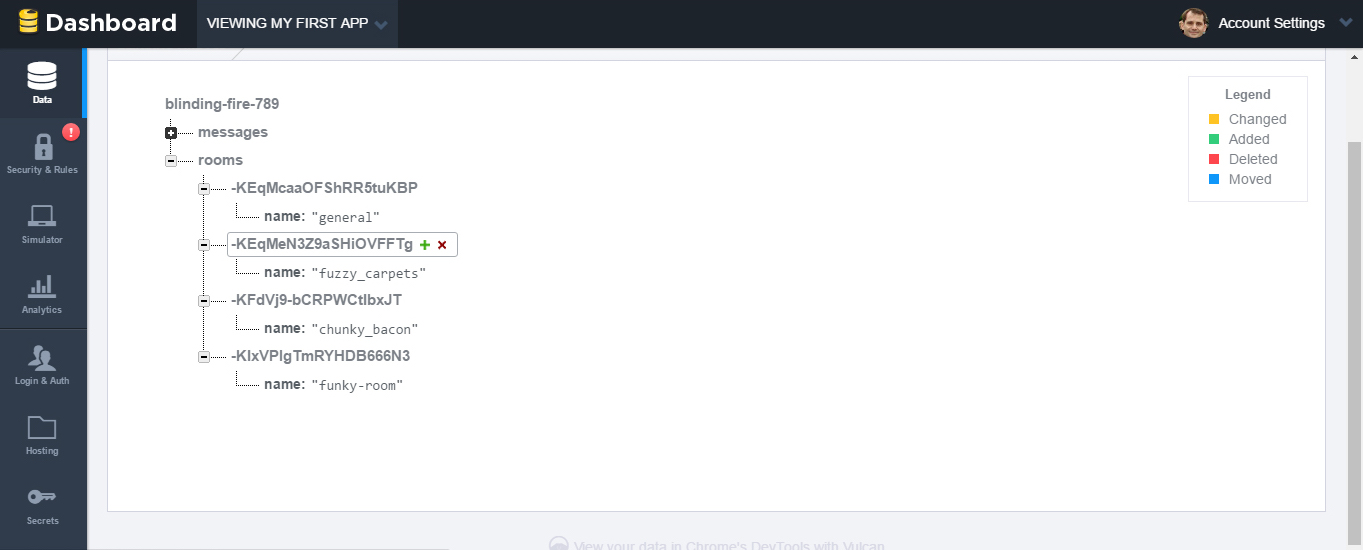 Dashboard
VIEWING MY FIRST APP
Account Settings
Data
!
Security & Rules
Simulator
Analytics
Login & Auth
Hosting
Secrets
blinding-fire-789
messages
rooms
-KEqMcaaOFShRR5tuKBP
name: "general"
-KEqMeN3Z9aSHiOVFFTg
name: "fuzzy_carpets"
-KFdVj9-bCRPWCtIbxJT
name: "chunky_bacon"
-KIxVPIgTmRYHDB666N3
name: "funky-room"
Legend
Changed
Added
Deleted
Moved
View your data in Chrome's DevTools with Vulcan